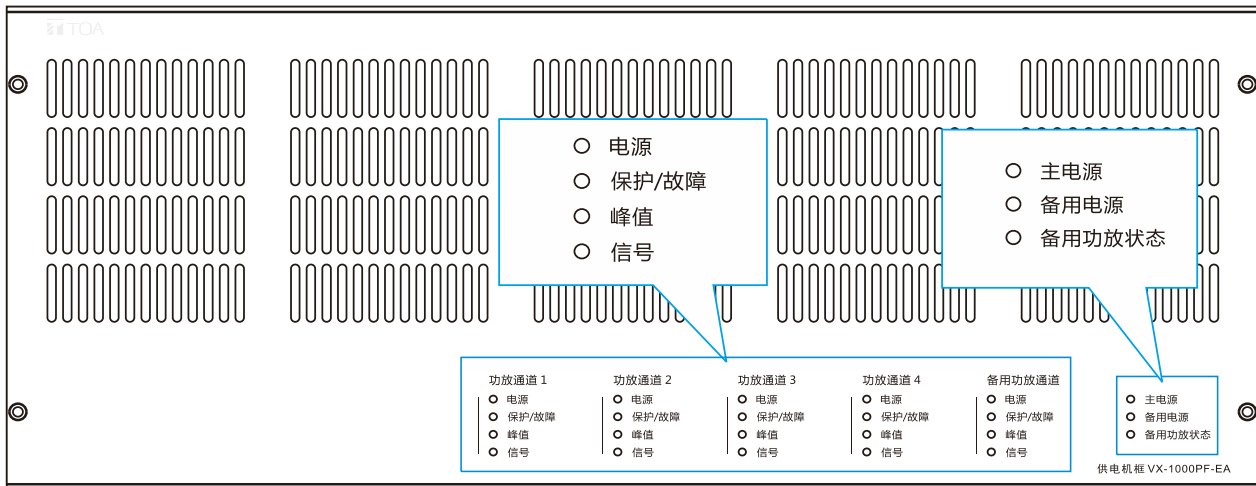 TOA
电源
保护/故障
峰值
信号
主电源
备用电源
备用功放状态
功放通道 1
电源
保护/故障
峰值
信号
功放通道 2
电源
保护/故障
峰值
信号
功放通道 3
电源
保护/故障
峰值
信号
功放通道 4
电源
保护/故障
峰值
信号
备用功放通道
电源
保护/故障
峰值
信号
主电源
备用电源
备用功放状态
供电机框 VX-1000PF-EA